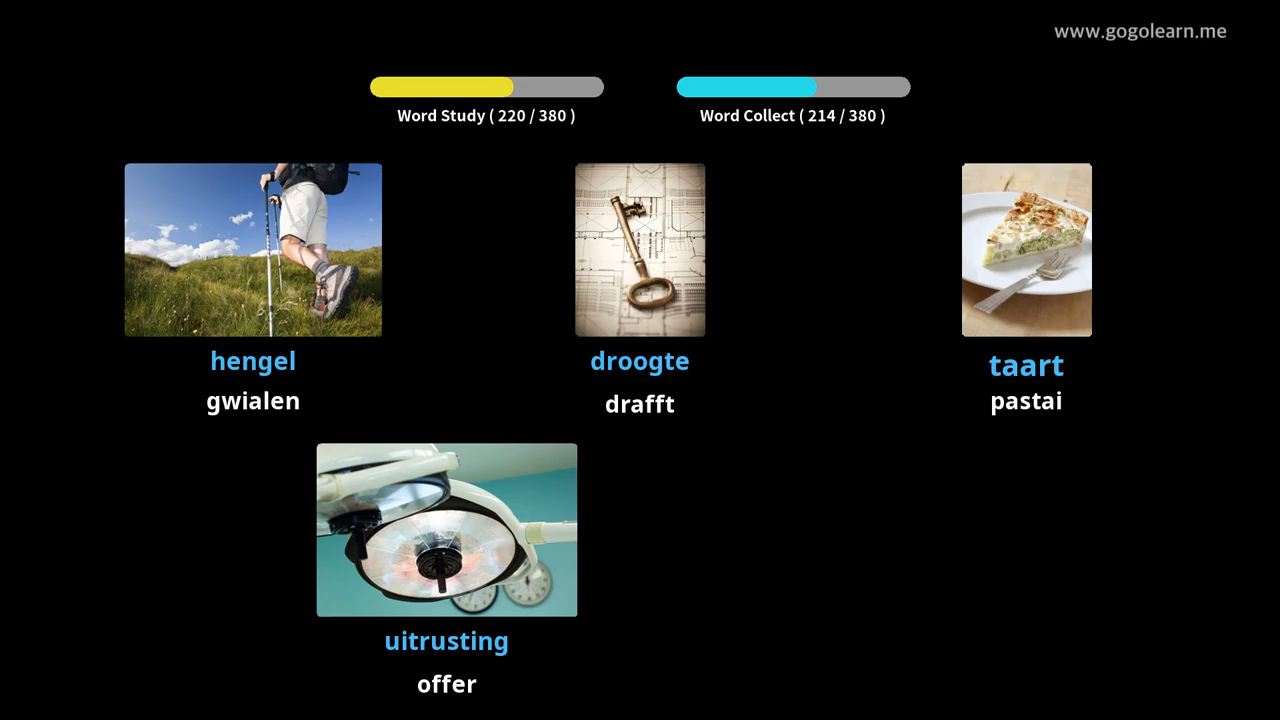 www.gogolearn.me
Word Study ( 220 / 380 )
Word Collect ( 214 / 380 )
hengel
gwialen
droogte
drafft
taart
pastai
uitrusting
offer